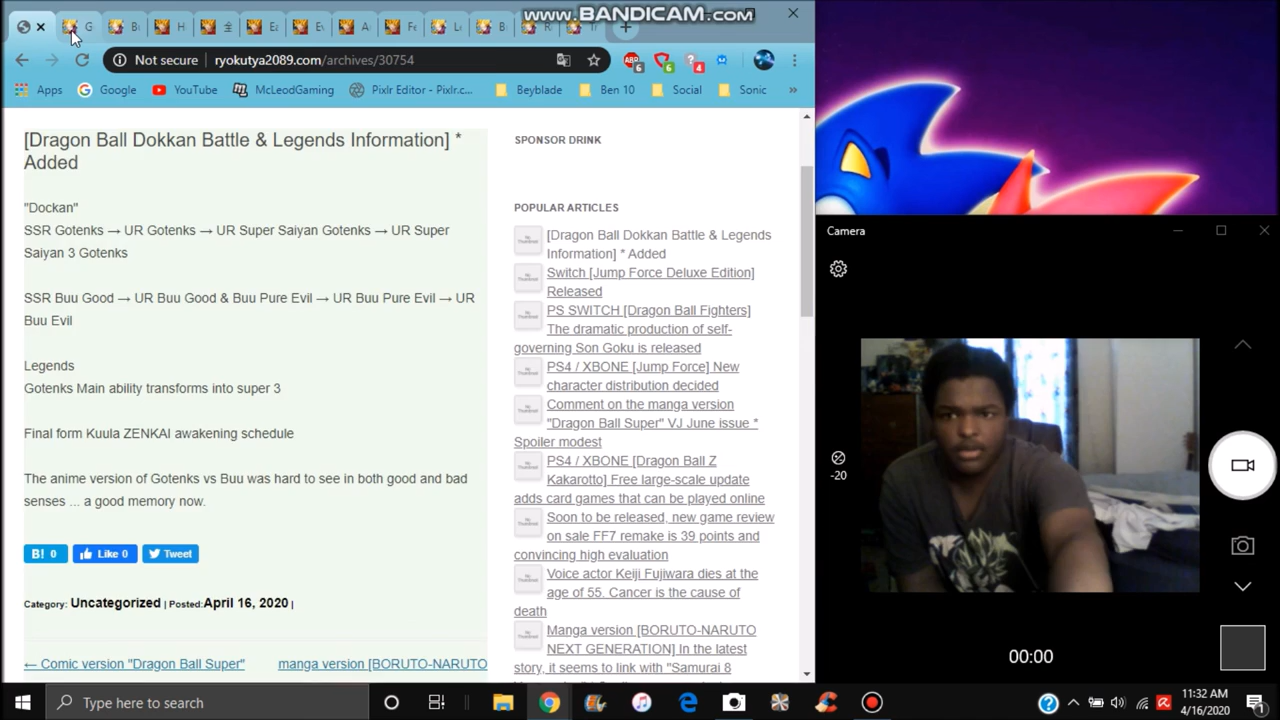 www.BANDICAM.com
Not secure
ryokutya2089.com/archives/30754
ABP
6
6
4
Apps
Google
YouTube
McLeodGaming
Pixlr Editor - Pixlr.c...
Beyblade
Ben 10
Social
Sonic
»
[Dragon Ball Dokkan Battle & Legends Information] *
Added
"Dockan"
SSR Gotenks → UR Gotenks → UR Super Saiyan Gotenks → UR Super
Saiyan 3 Gotenks
SSR Buu Good → UR Buu Good & Buu Pure Evil → UR Buu Pure Evil → UR
Buu Evil
Legends
Gotenks Main ability transforms into super 3
Final form Kuula ZENKAI awakening schedule
The anime version of Gotenks vs Buu was hard to see in both good and bad
senses ... a good memory now.
B! 0
Like 0
Tweet
Category: Uncategorized | Posted:April 16, 2020 |
← Comic version "Dragon Ball Super"
manga version [BORUTO-NARUTO
SPONSOR DRINK
POPULAR ARTICLES
[Dragon Ball Dokkan Battle & Legends
Information] * Added
Switch [Jump Force Deluxe Edition]
Released
PS SWITCH [Dragon Ball Fighters]
The dramatic production of self-
governing Son Goku is released
PS4 / XBONE [Jump Force] New
character distribution decided
Comment on the manga version
"Dragon Ball Super" VJ June issue *
Spoiler modest
PS4 / XBONE [Dragon Ball Z
Kakarotto] Free large-scale update
adds card games that can be played online
Soon to be released, new game review
on sale FF7 remake is 39 points and
convincing high evaluation
Voice actor Keiji Fujiwara dies at the
age of 55. Cancer is the cause of
death
Manga version [BORUTO-NARUTO
NEXT GENERATION] In the latest
story, it seems to link with "Samurai 8
Camera
-20
00:00
Type here to search
11:32 AM
4/16/2020
1